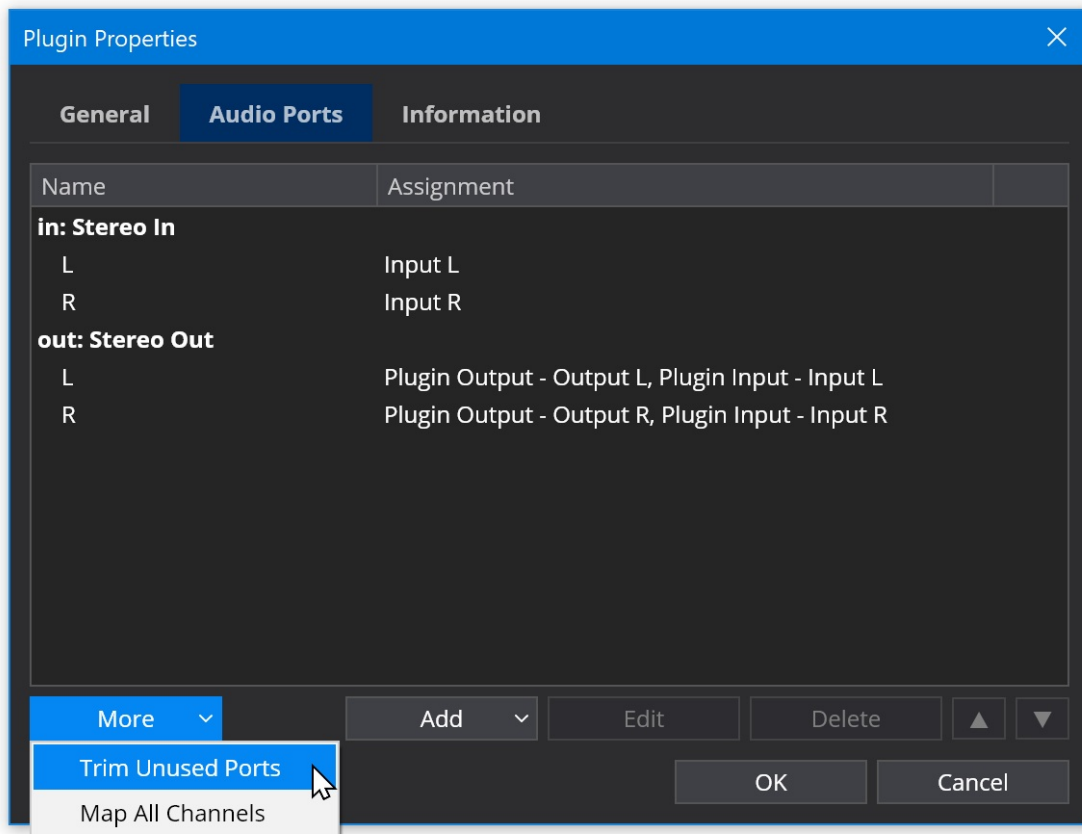 Plugin Properties
General Audio Ports Information
Name Assignment
in: Stereo In
L Input L
R Input R
out: Stereo Out
L Plugin Output - Output L, Plugin Input - Input L
R Plugin Output - Output R, Plugin Input - Input R
More Add Edit Delete
Trim Unused Ports
OK Cancel
Map All Channels